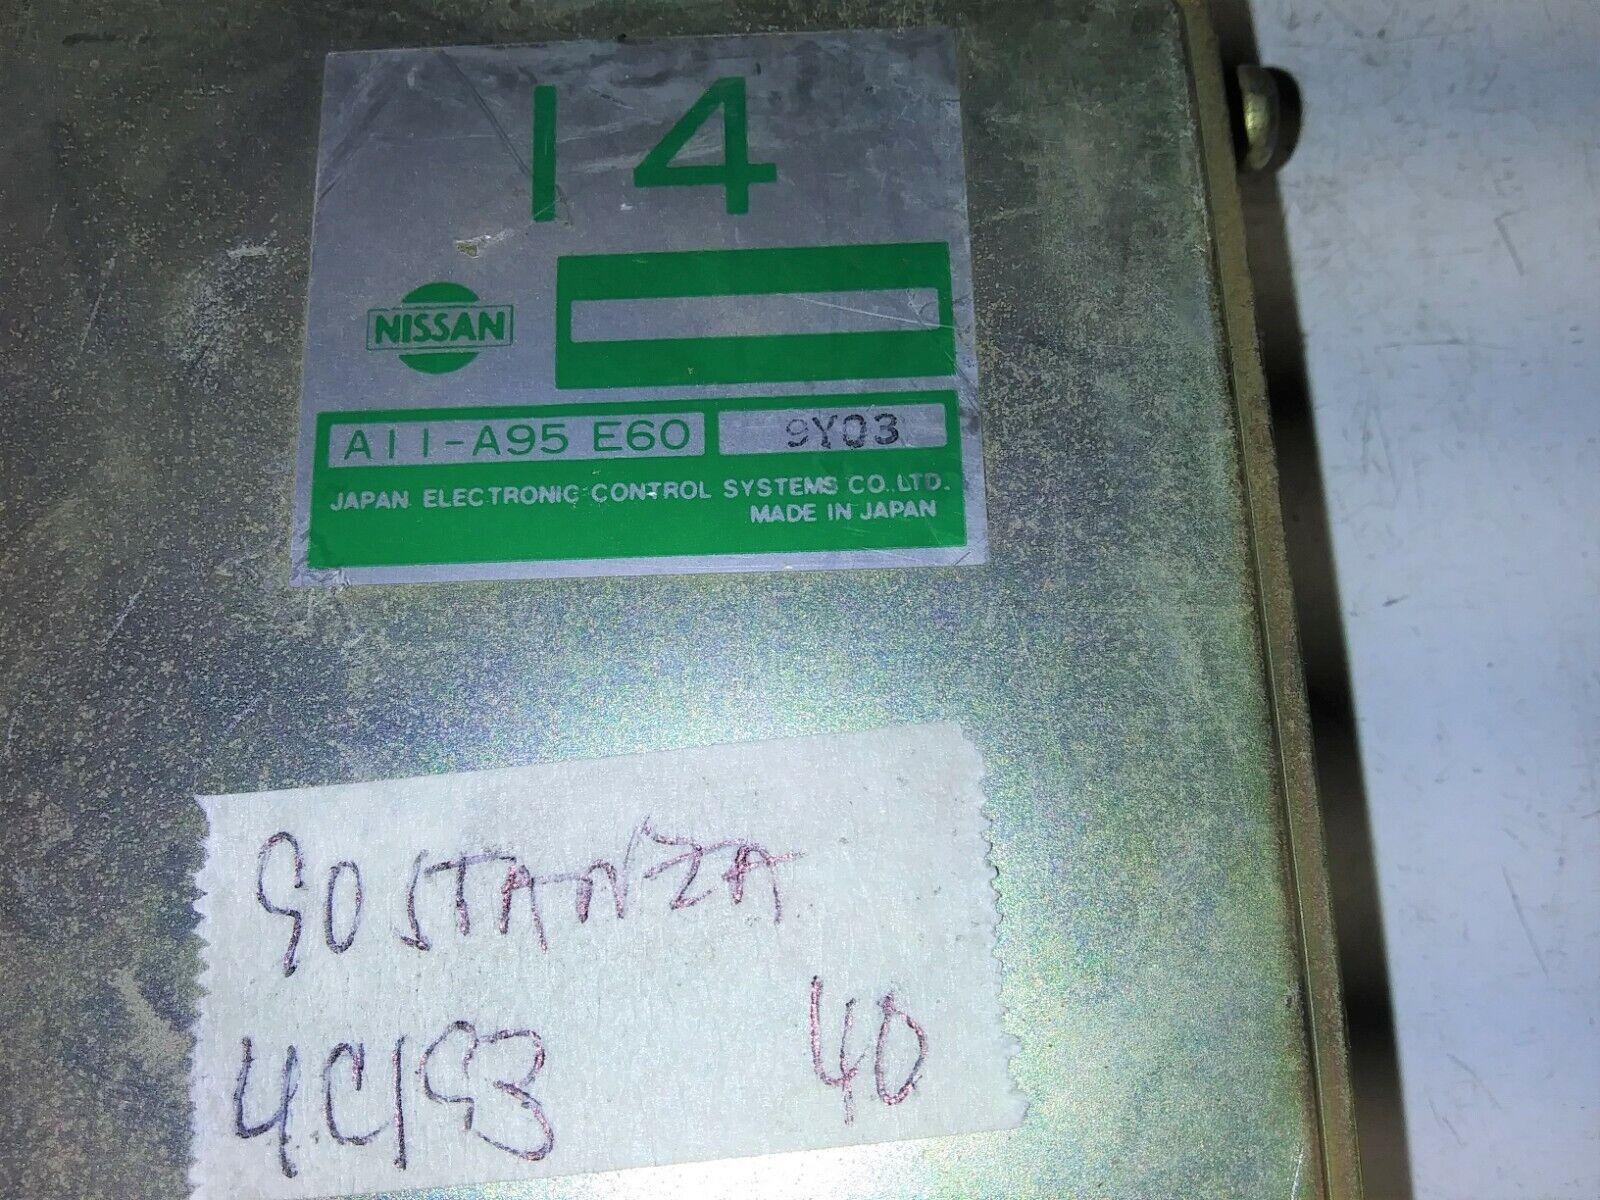 14
NISSAN
A11-A95 E60
9Y03
JAPAN ELECTRONIC CONTROL SYSTEMS CO.,LTD.
MADE IN JAPAN
90 STANZA
4C193 40